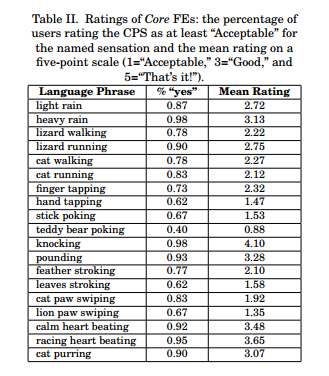 Table II. Ratings of Core FEs: the percentage of
users rating the CPS as at least “Acceptable” for
the named sensation and the mean rating on a
five-point scale (1=“Acceptable,” 3=“Good,” and
5=“That’s it!”).
Language Phrase % “yes” Mean Rating
light rain 0.87 2.72
heavy rain 0.98 3.13
lizard walking 0.78 2.22
lizard running 0.90 2.75
cat walking 0.78 2.27
cat running 0.83 2.12
finger tapping 0.73 2.32
hand tapping 0.62 1.47
stick poking 0.67 1.53
teddy bear poking 0.40 0.88
knocking 0.98 4.10
pounding 0.93 3.28
feather stroking 0.77 2.10
leaves stroking 0.62 1.58
cat paw swiping 0.83 1.92
lion paw swiping 0.67 1.35
calm heart beating 0.92 3.48
racing heart beating 0.95 3.65
cat purring 0.90 3.07